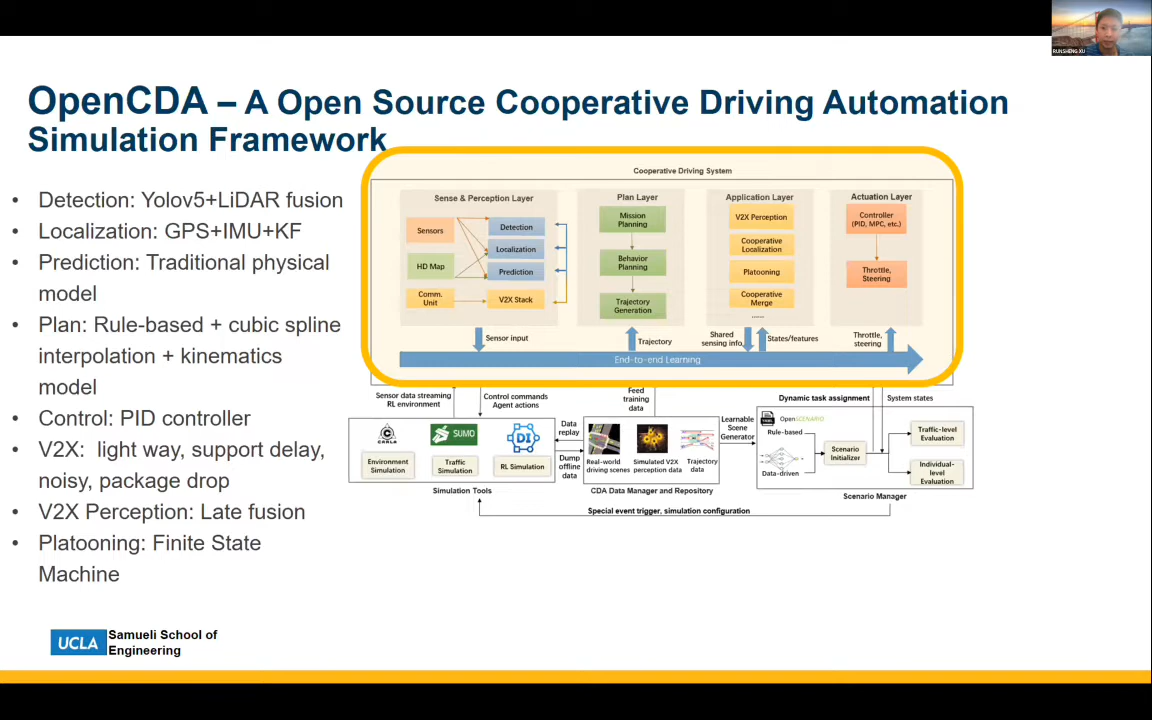 RUNSHENG XU
OpenCDA – A Open Source Cooperative Driving Automation
Simulation Framework
• Detection: Yolov5+LiDAR fusion
• Localization: GPS+IMU+KF
• Prediction: Traditional physical
model
• Plan: Rule-based + cubic spline
interpolation + kinematics
model
• Control: PID controller
• V2X: light way, support delay,
noisy, package drop
• V2X Perception: Late fusion
• Platooning: Finite State
Machine
Cooperative Driving System
Sense & Perception Layer
Sensors
HD Map
Comm.
Unit
Detection
Localization
Prediction
V2X Stack
Plan Layer
Mission
Planning
Behavior
Planning
Trajectory
Generation
Application Layer
V2X Perception
Cooperative
Localization
Platooning
Cooperative
Merge
......
Actuation Layer
Controller
(PID, MPC, etc.)
Throttle,
Steering
Sensor input
Trajectory
Shared
sensing info.
States/features
Throttle,
steering
End-to-end Learning
Sensor data streaming
RL environment
Control commands
Agent actions
Feed
training
data
Dynamic task assignment
System states
CARLA
SUMO
DI
Environment
Simulation
Traffic
Simulation
RL Simulation
Simulation Tools
Data
replay
Dump
offline
data
Real-world
driving scenes
Simulated V2X
perception data
Trajectory
data
CDA Data Manager and Repository
Learnable
Scene
Generator
OpenSCENARIO
Rule-based
Data-driven
Scenario
Initializer
Traffic-level
Evaluation
Individual-
level
Evaluation
Scenario Manager
Special event trigger, simulation configuration
UCLA
Samueli School of
Engineering